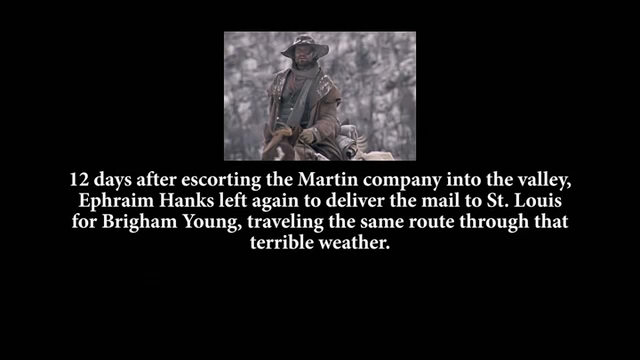 12 days after escorting the Martin company into the valley,
Ephraim Hanks left again to deliver the mail to St. Louis
for Brigham Young, traveling the same route through that
terrible weather.